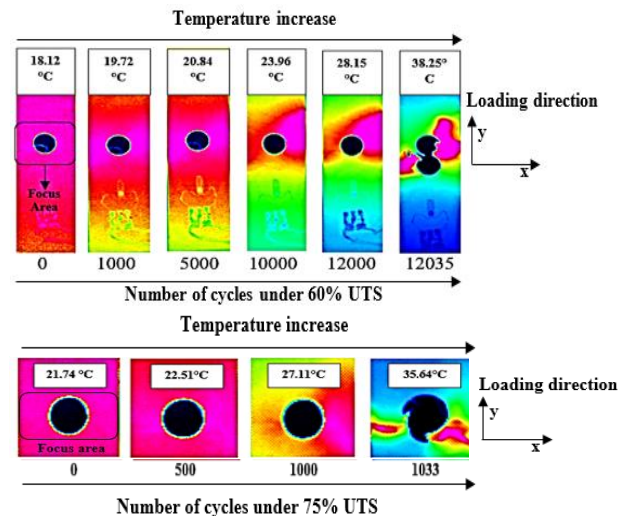 Temperature increase
18.12 °C 19.72 °C 20.84 °C 23.96 °C 28.15 °C 38.25° C
Loading direction
y
x
Focus Area
0 1000 5000 10000 12000 12035
Number of cycles under 60% UTS
Temperature increase
21.74 °C 22.51°C 27.11°C 35.64°C
Loading direction
y
x
Focus area
0 500 1000 1033
Number of cycles under 75% UTS